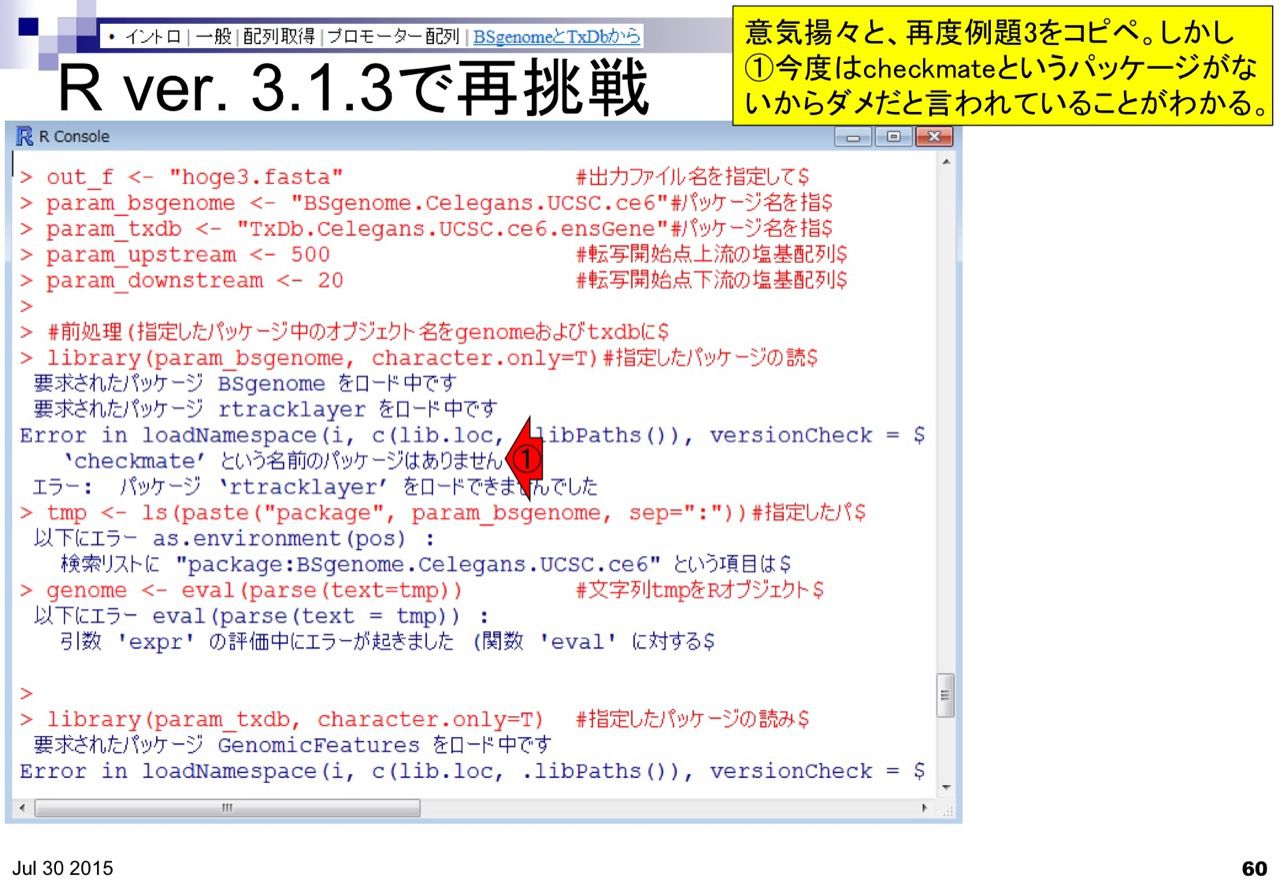 • イントロ | 一般 | 配列取得 | プロモーター配列 | BSgenomeとTxDbから
R ver. 3.1.3で再挑戦
意気揚々と、再度例題3をコピペ。しかし
①今度はcheckmateというパッケージがな
いからダメだと言われていることがわかる。
R Console
> out_f <- "hoge3.fasta" #出力ファイル名を指定して$
> param_bsgenome <- "BSgenome.Celegans.UCSC.ce6"#パッケージ名を指$
> param_txdb <- "TxDb.Celegans.UCSC.ce6.ensGene"#パッケージ名を指$
> param_upstream <- 500 #転写開始点上流の塩基配列$
> param_downstream <- 20 #転写開始点下流の塩基配列$
>
> #前処理(指定したパッケージ中のオブジェクト名をgenomeおよびtxdbに$
> library(param_bsgenome, character.only=T)#指定したパッケージの読$
要求されたパッケージ BSgenome をロード中です
要求されたパッケージ rtracklayer をロード中です
Error in loadNamespace(i, c(lib.loc, .libPaths()), versionCheck = $
‘checkmate’ という名前のパッケージはありません
①
エラー: パッケージ ‘rtracklayer’ をロードできませんでした
> tmp <- ls(paste("package", param_bsgenome, sep=":"))#指定したパ$
以下にエラー as.environment(pos) :
検索リストに "package:BSgenome.Celegans.UCSC.ce6" という項目は$
> genome <- eval(parse(text=tmp)) #文字列tmpをRオブジェクト$
以下にエラー eval(parse(text = tmp)) :
引数 'expr' の評価中にエラーが起きました (関数 'eval' に対する$
>
> library(param_txdb, character.only=T) #指定したパッケージの読み$
要求されたパッケージ GenomicFeatures をロード中です
Error in loadNamespace(i, c(lib.loc, .libPaths()), versionCheck = $
Jul 30 2015
60